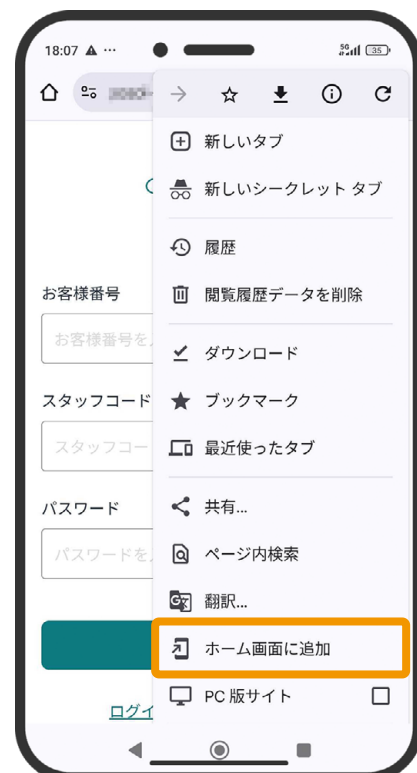 18:07
5G
35
新しいタブ
新しいシークレット タブ
履歴
お客様番号
閲覧履歴データを削除
お客様番号を
ダウンロード
スタッフコード
ブックマーク
スタッフコー
最近使ったタブ
パスワード
共有...
パスワードを
ページ内検索
翻訳...
ホーム画面に追加
PC 版サイト
ログイ